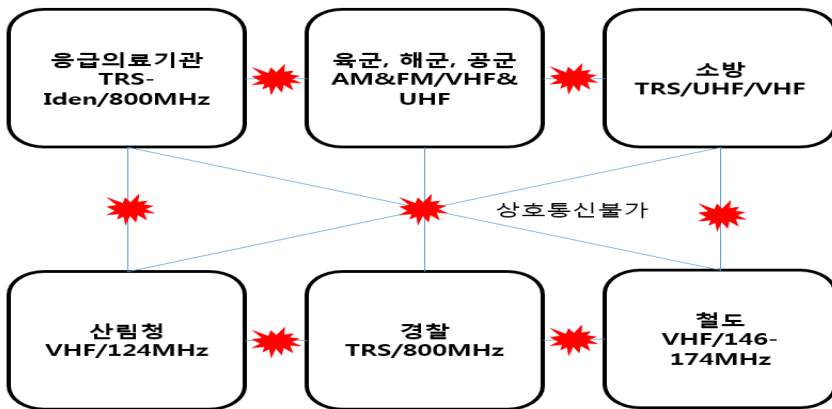 응급의료기관
TRS-
Iden/800MHz
육군, 해군, 공군
AM&FM/VHF&
UHF
소방
TRS/UHF/VHF
상호통신불가
산림청
VHF/124MHz
경찰
TRS/800MHz
철도
VHF/146-
174MHz